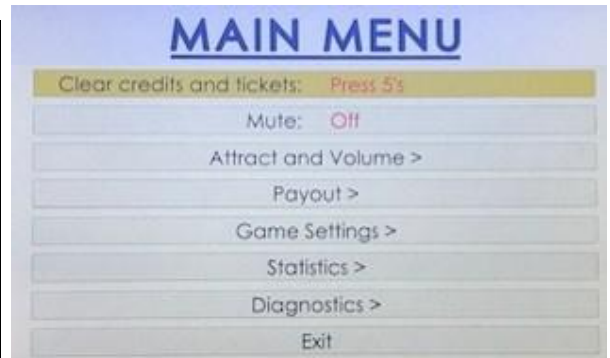 MAIN MENU
Clear credits and tickets: Press 5's
Mute: Off
Attract and Volume >
Payout >
Game Settings >
Statistics >
Diagnostics >
Exit